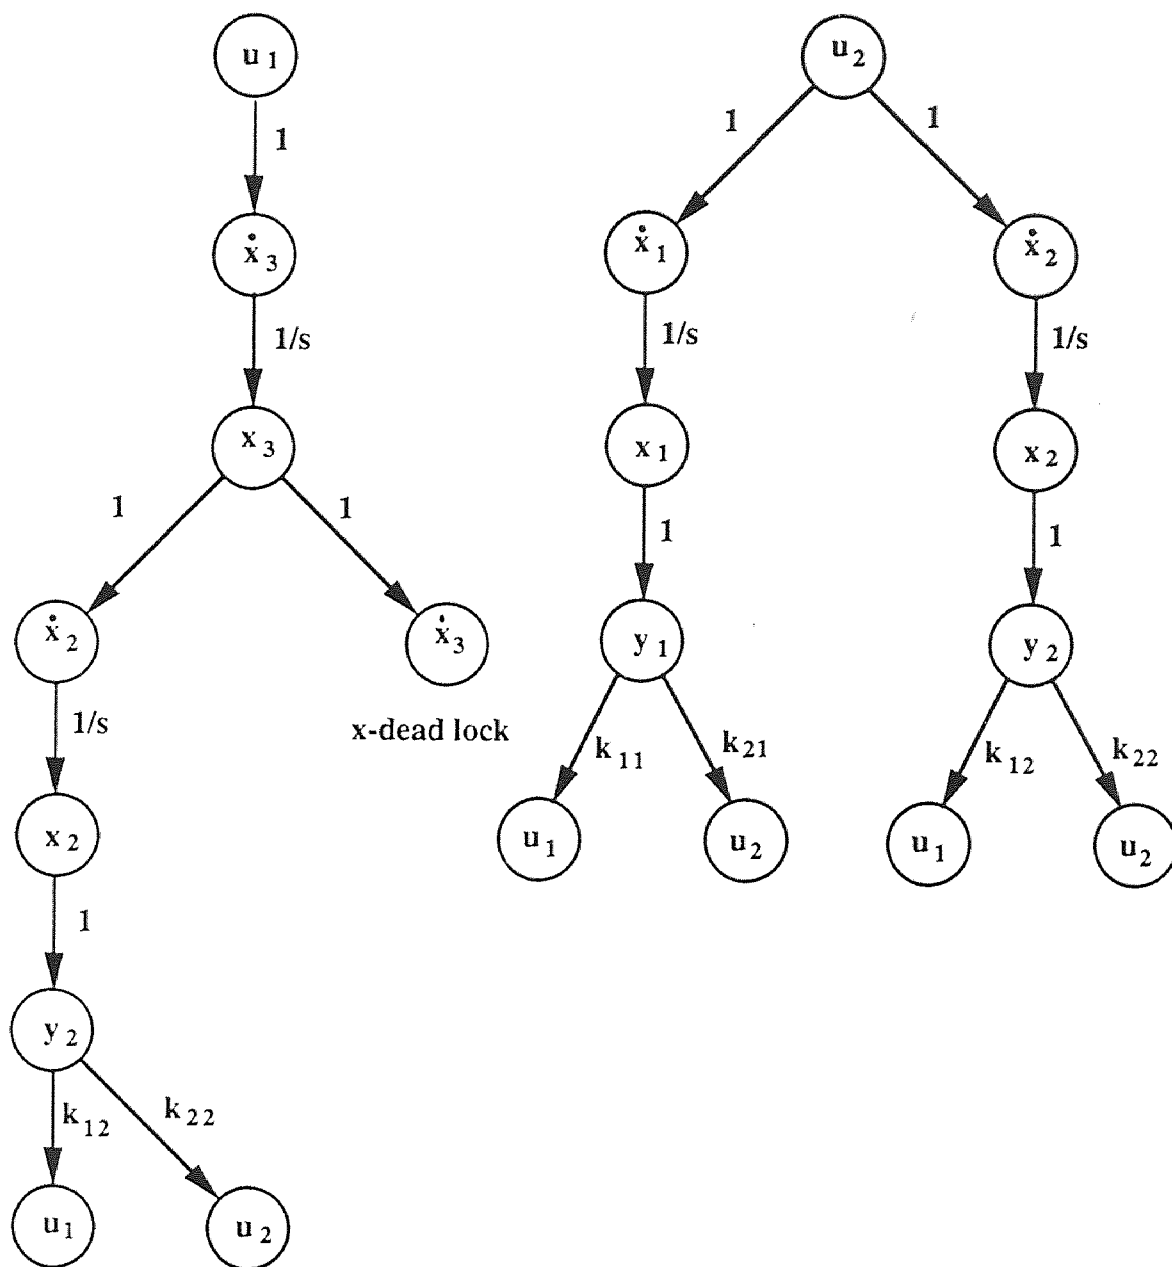 u₁
1
ẋ₃
1/s
x₃
1
1
ẋ₂
ẋ₃
x-dead lock
1/s
x₂
1
y₂
k₁₂
k₂₂
u₁
u₂
u₂
1
1
ẋ₁
ẋ₂
1/s
1/s
x₁
x₂
1
1
y₁
y₂
k₁₁
k₂₁
k₁₂
k₂₂
u₁
u₂
u₁
u₂